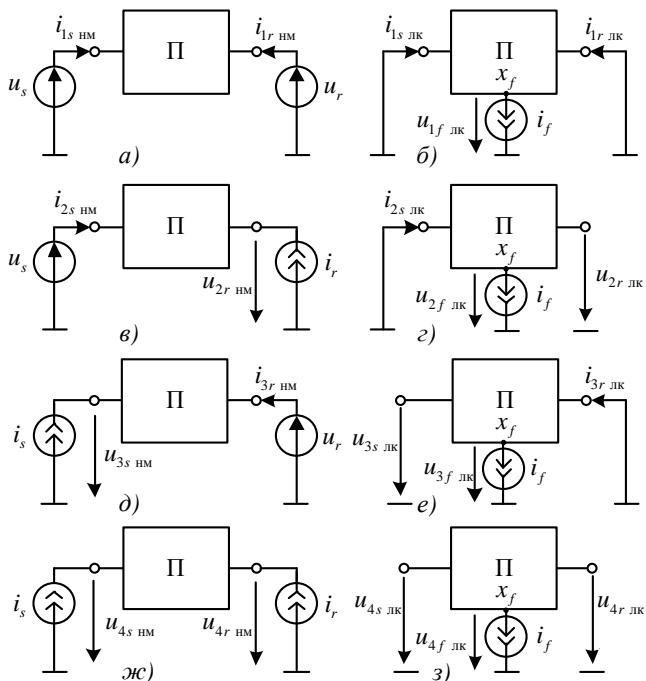 i1s нм
i1r нм
i1s лк
i1r лк
П
П
xf
us
ur
u1f лк
if
а)
б)
i2s нм
i2s лк
П
П
xf
us
u2r нм
ir
u2f лк
if
u2r лк
в)
г)
i3r нм
i3r лк
П
П
xf
is
u3s нм
ur
u3s лк
u3f лк
if
д)
е)
П
П
xf
is
u4s нм
u4r нм
ir
u4s лк
u4f лк
if
u4r лк
ж)
з)